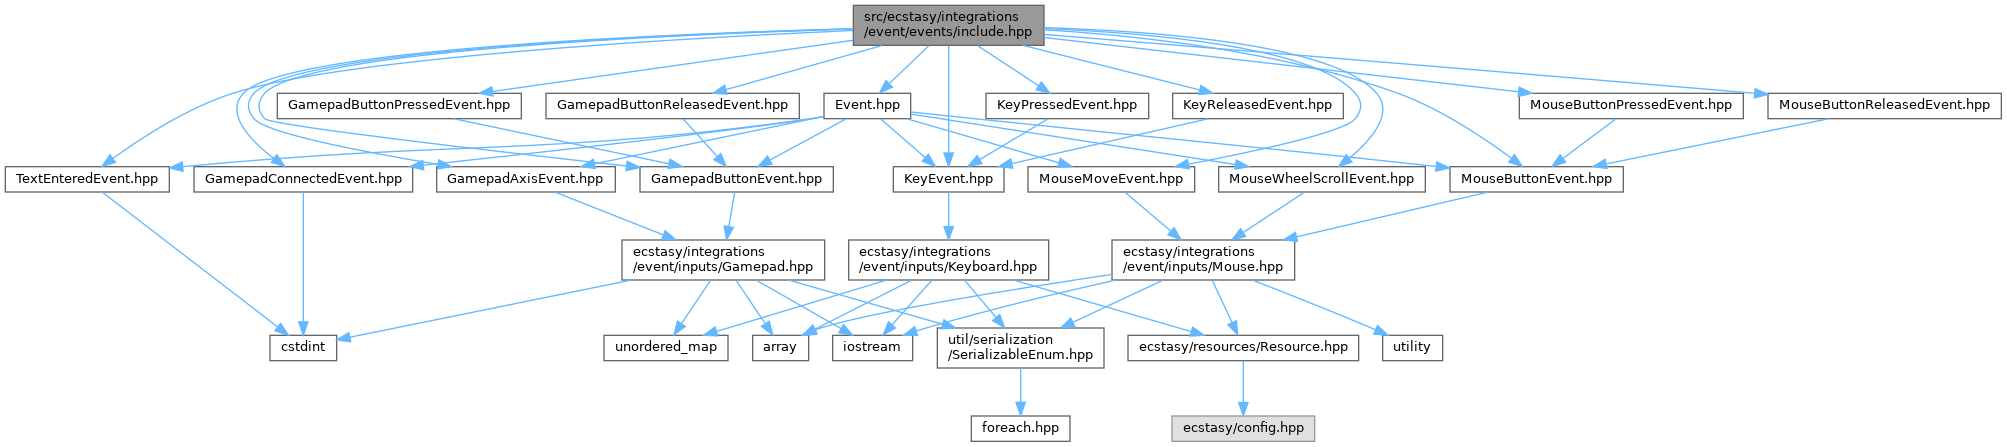 src/ecstasy/integrations
/event/events/include.hpp
GamepadButtonPressedEvent.hpp
GamepadButtonReleasedEvent.hpp
Event.hpp
KeyPressedEvent.hpp
KeyReleasedEvent.hpp
MouseButtonPressedEvent.hpp
MouseButtonReleasedEvent.hpp
TextEnteredEvent.hpp
GamepadConnectedEvent.hpp
GamepadAxisEvent.hpp
GamepadButtonEvent.hpp
KeyEvent.hpp
MouseMoveEvent.hpp
MouseWheelScrollEvent.hpp
MouseButtonEvent.hpp
ecstasy/integrations
/event/inputs/Gamepad.hpp
ecstasy/integrations
/event/inputs/Keyboard.hpp
ecstasy/integrations
/event/inputs/Mouse.hpp
cstdint
unordered_map
array
iostream
util/serialization
/SerializableEnum.hpp
ecstasy/resources/Resource.hpp
utility
foreach.hpp
ecstasy/config.hpp